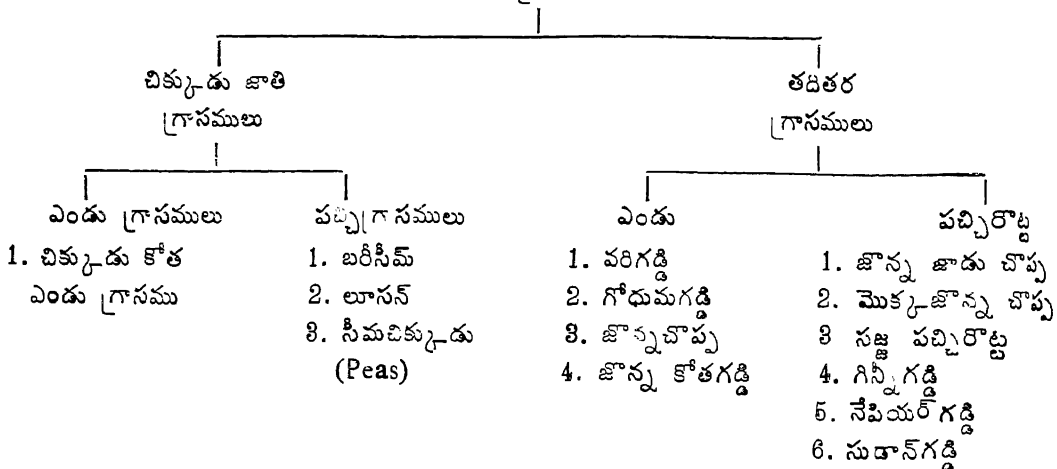 చిక్కుడు జాతి
గ్రాసములు
ఎండు గ్రాసములు
1. చిక్కుడు కోత
ఎండు గ్రాసము
పచ్చిగ్రాసములు
1. బరీసీమ్
2. లూసన్
3. సీమచిక్కుడు
(Peas)
తదితర
గ్రాసములు
ఎండు
1. వరిగడ్డి
2. గోధుమగడ్డి
3. జొన్నచొప్ప
4. జొన్న కోతగడ్డి
పచ్చిరొట్ట
1. జొన్న జాడు చొప్ప
2. మొక్కజొన్న చొప్ప
3 సజ్జ పచ్చిరొట్ట
4. గినీ గడ్డి
5. నేపియర్ గడ్డి
6. సుడాన్‌గడ్డి